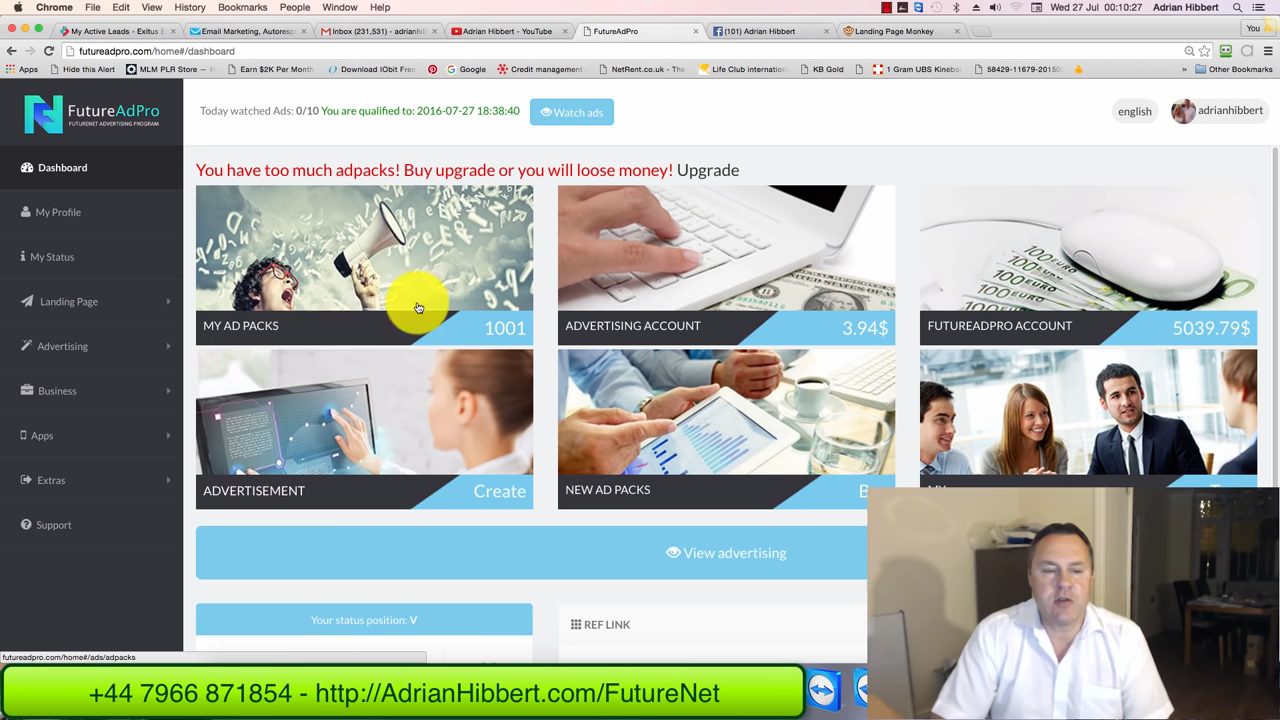 Chrome File Edit View History Bookmarks People Window Help
Wed 27 Jul 00:10:27 Adrian Hibbert
My Active Leads - Exitus E
Email Marketing, Autoresp
Inbox (231,531) - adrianhib
Adrian Hibbert - YouTube
FutureAdPro
(101) Adrian Hibbert
Landing Page Monkey
You
futureadpro.com/home#/dashboard
Apps
Hide this Alert
MLM PLR Store -
Earn $2K Per Month
Download IObit Free
Google
Credit management
NetRent.co.uk - The
Life Club internation
KB Gold
1 Gram UBS Kineba
58429-11679-20150
Other Bookmarks
FutureAdPro
FUTURENET ADVERTISING PROGRAM
Today watched Ads: 0/10 You are qualified to: 2016-07-27 18:38:40
Watch ads
english
adrianhibbert
Dashboard
My Profile
My Status
Landing Page
Advertising
Business
Apps
Extras
Support
You have too much adpacks! Buy upgrade or you will loose money! Upgrade
MY AD PACKS 1001
ADVERTISING ACCOUNT 3.94$
FUTUREADPRO ACCOUNT 5039.79$
ADVERTISEMENT Create
NEW AD PACKS
View advertising
Your status position: V
REF LINK
futureadpro.com/home#/ads/adpacks
+44 7966 871854 - http://AdrianHibbert.com/FutureNet